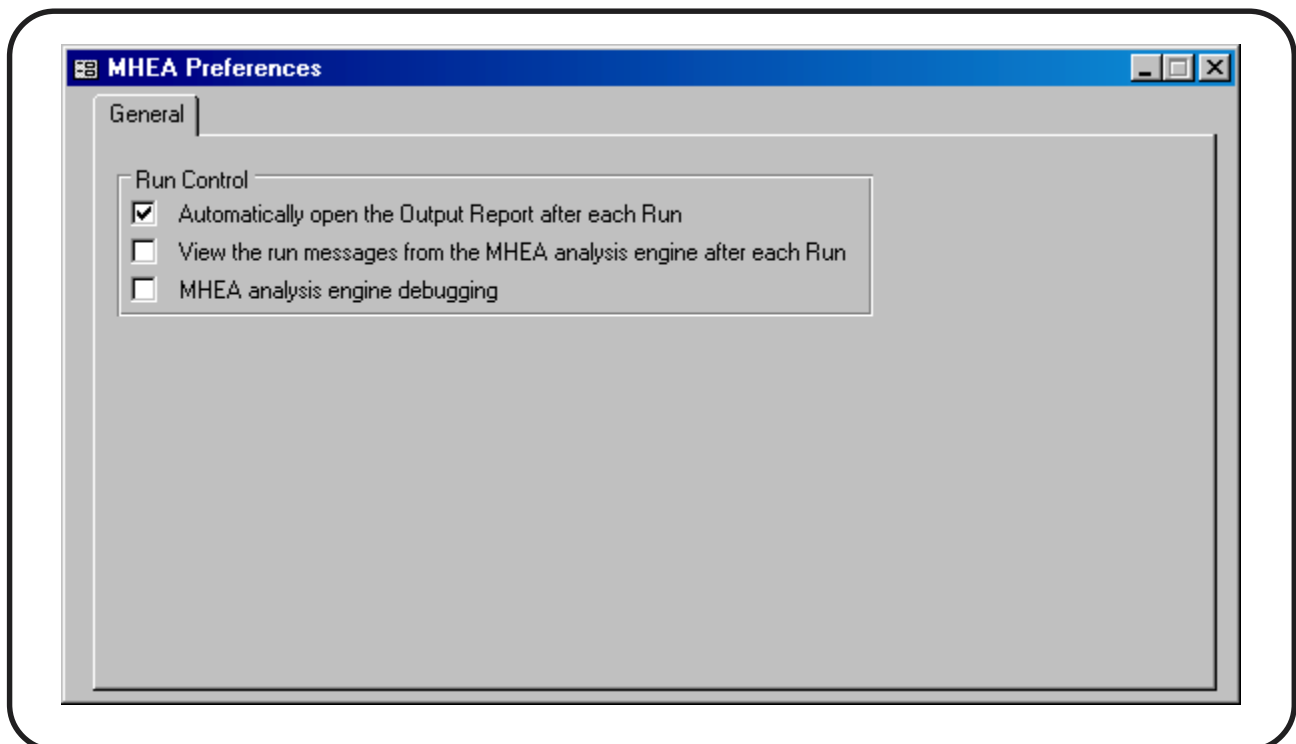 MHEA Preferences
General
Run Control
Automatically open the Output Report after each Run
View the run messages from the MHEA analysis engine after each Run
MHEA analysis engine debugging